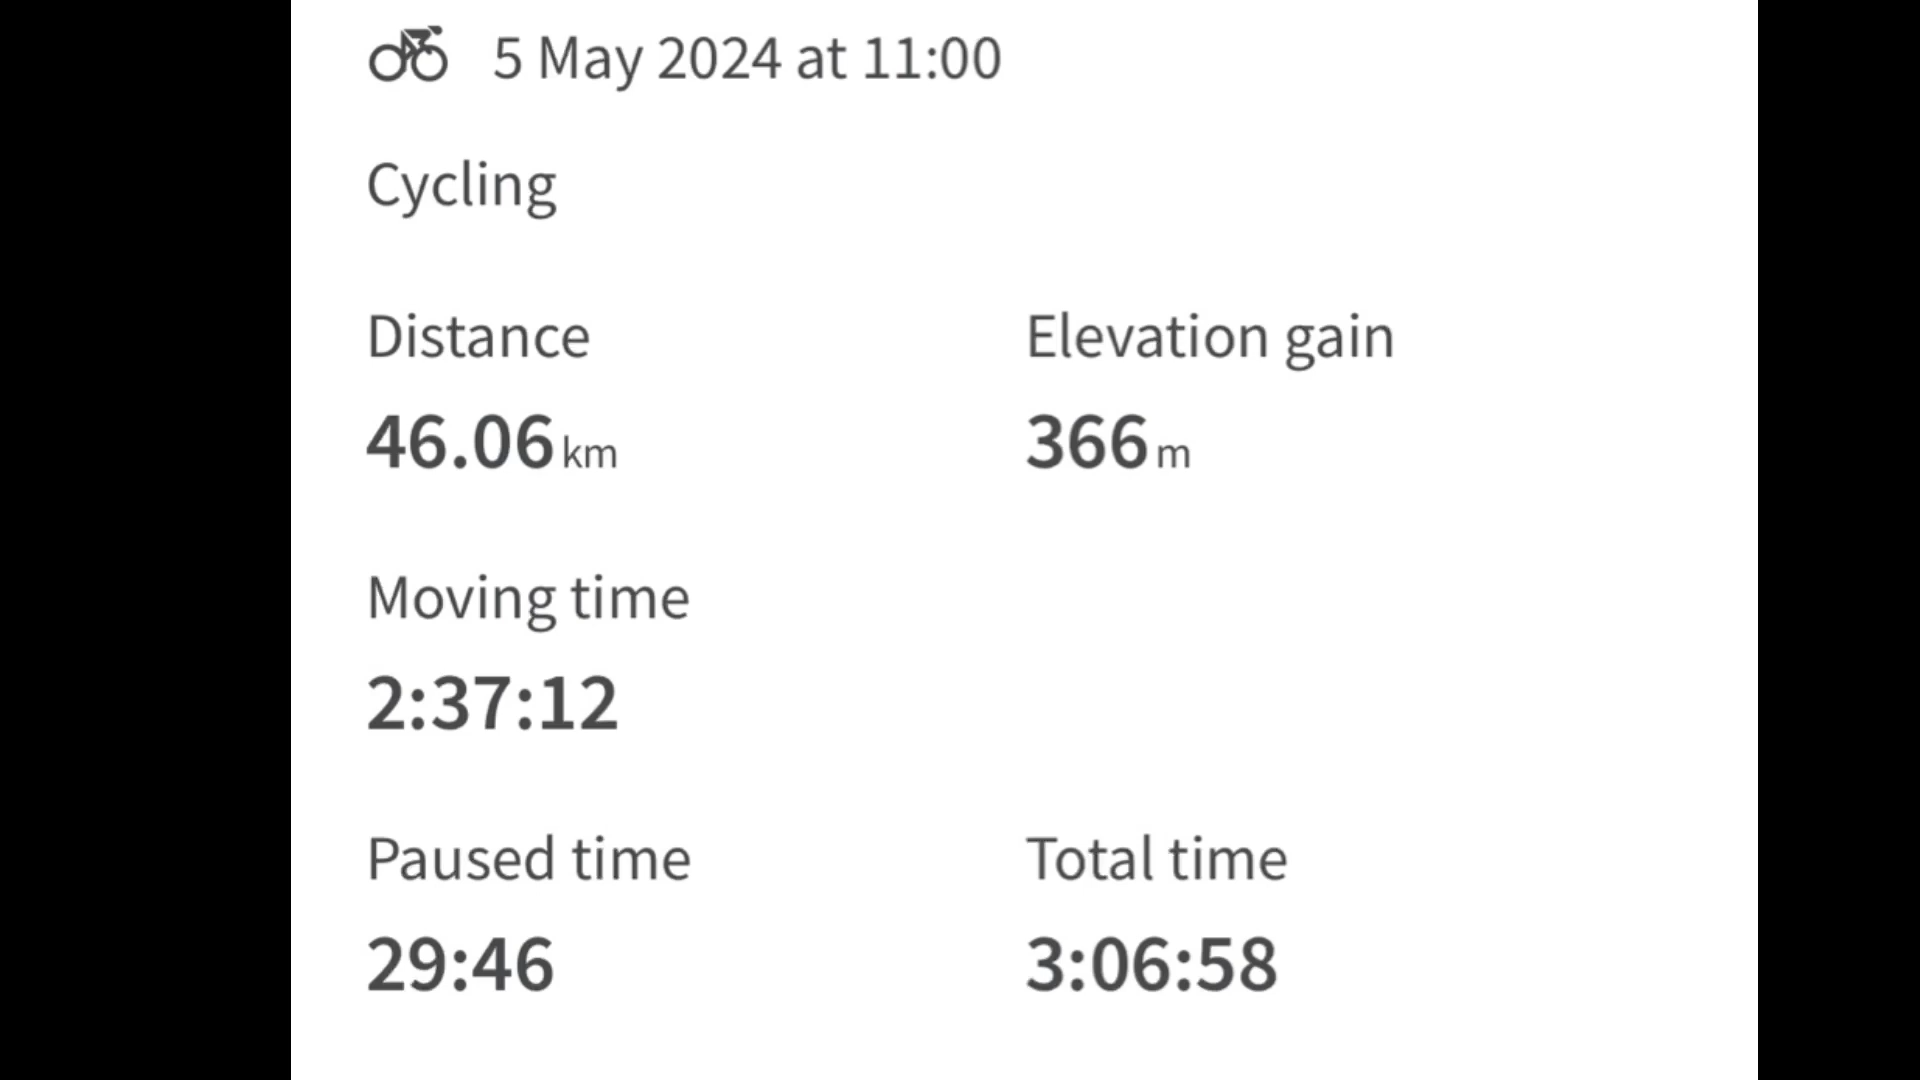 5 May 2024 at 11:00
Cycling
Distance
Elevation gain
46.06 km
366 m
Moving time
2:37:12
Paused time
Total time
29:46
3:06:58